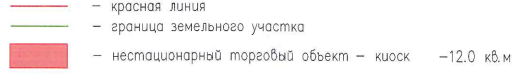 – красная линия
– граница земельного участка
– нестационарный торговый объект – киоск –12.0 кв.м